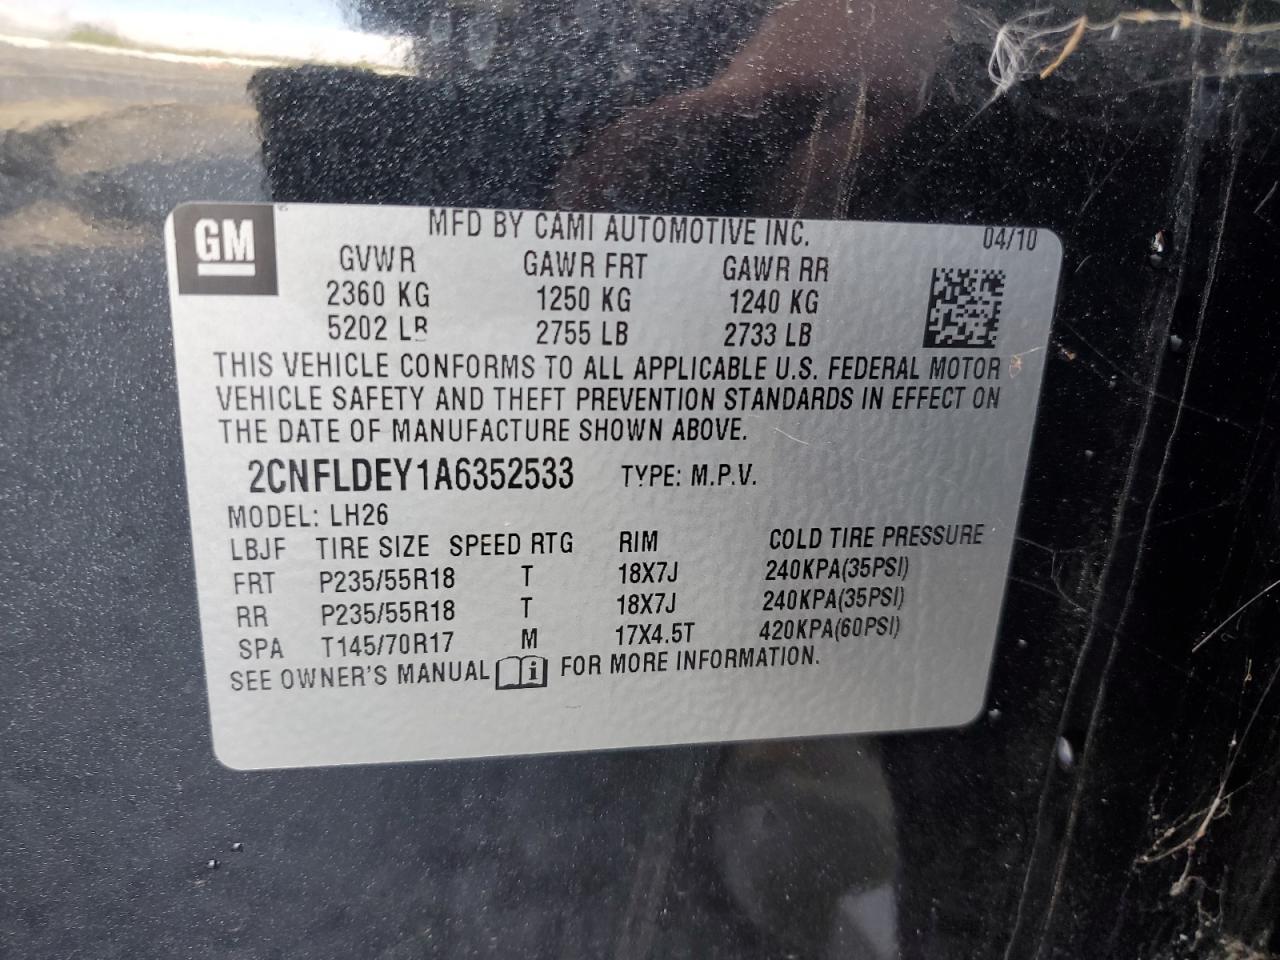 GM
MFD BY CAMI AUTOMOTIVE INC. 04/10
GVWR GAWR FRT GAWR RR
2360 KG 1250 KG 1240 KG
5202 LB 2755 LB 2733 LB
THIS VEHICLE CONFORMS TO ALL APPLICABLE U.S. FEDERAL MOTOR
VEHICLE SAFETY AND THEFT PREVENTION STANDARDS IN EFFECT ON
THE DATE OF MANUFACTURE SHOWN ABOVE.
2CNFLDEY1A6352533 TYPE: M.P.V.
MODEL: LH26
LBJF TIRE SIZE SPEED RTG RIM COLD TIRE PRESSURE
FRT P235/55R18 T 18X7J 240KPA(35PSI)
RR P235/55R18 T 18X7J 240KPA(35PSI)
SPA T145/70R17 M 17X4.5T 420KPA(60PSI)
SEE OWNER'S MANUAL i FOR MORE INFORMATION.